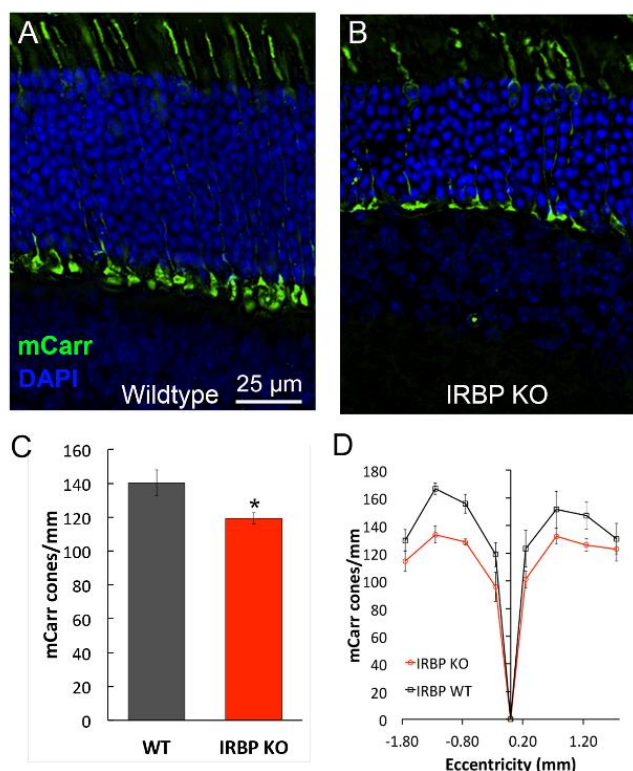 A
B
mCarr
DAPI
Wildtype
25 µm
IRBP KO
C
mCarr cones/mm
160
140
120
100
80
60
40
20
0
*
WT
IRBP KO
D
mCarr cones/mm
180
160
140
120
100
80
60
40
20
0
IRBP KO
IRBP WT
-1.80
-0.80
0.20
1.20
Eccentricity (mm)